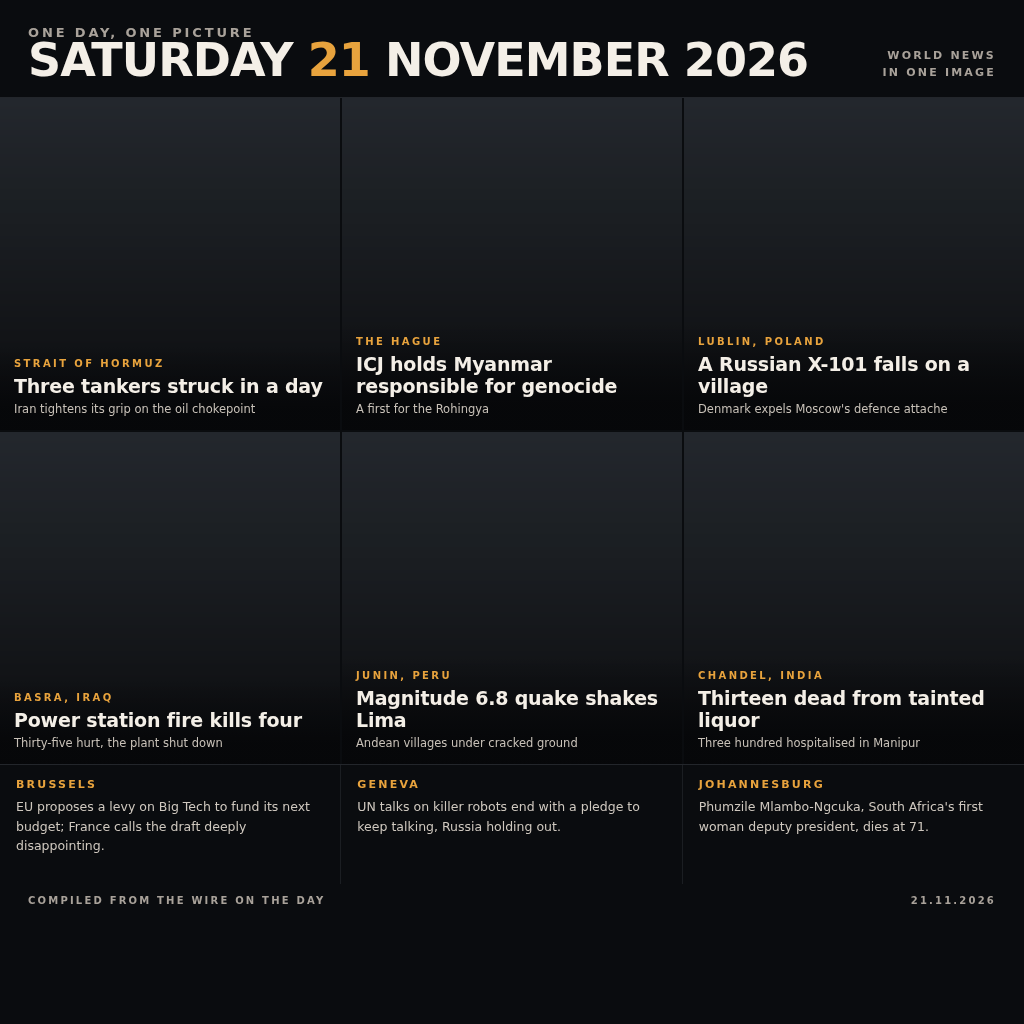 ONE DAY, ONE PICTURE
SATURDAY 21 NOVEMBER 2026
WORLD NEWS
IN ONE IMAGE
STRAIT OF HORMUZ
Three tankers struck in a day
Iran tightens its grip on the oil chokepoint
THE HAGUE
ICJ holds Myanmar
responsible for genocide
A first for the Rohingya
LUBLIN, POLAND
A Russian X-101 falls on a
village
Denmark expels Moscow's defence attache
BASRA, IRAQ
Power station fire kills four
Thirty-five hurt, the plant shut down
JUNIN, PERU
Magnitude 6.8 quake shakes
Lima
Andean villages under cracked ground
CHANDEL, INDIA
Thirteen dead from tainted
liquor
Three hundred hospitalised in Manipur
BRUSSELS
EU proposes a levy on Big Tech to fund its next
budget; France calls the draft deeply
disappointing.
GENEVA
UN talks on killer robots end with a pledge to
keep talking, Russia holding out.
JOHANNESBURG
Phumzile Mlambo-Ngcuka, South Africa's first
woman deputy president, dies at 71.
COMPILED FROM THE WIRE ON THE DAY
21.11.2026